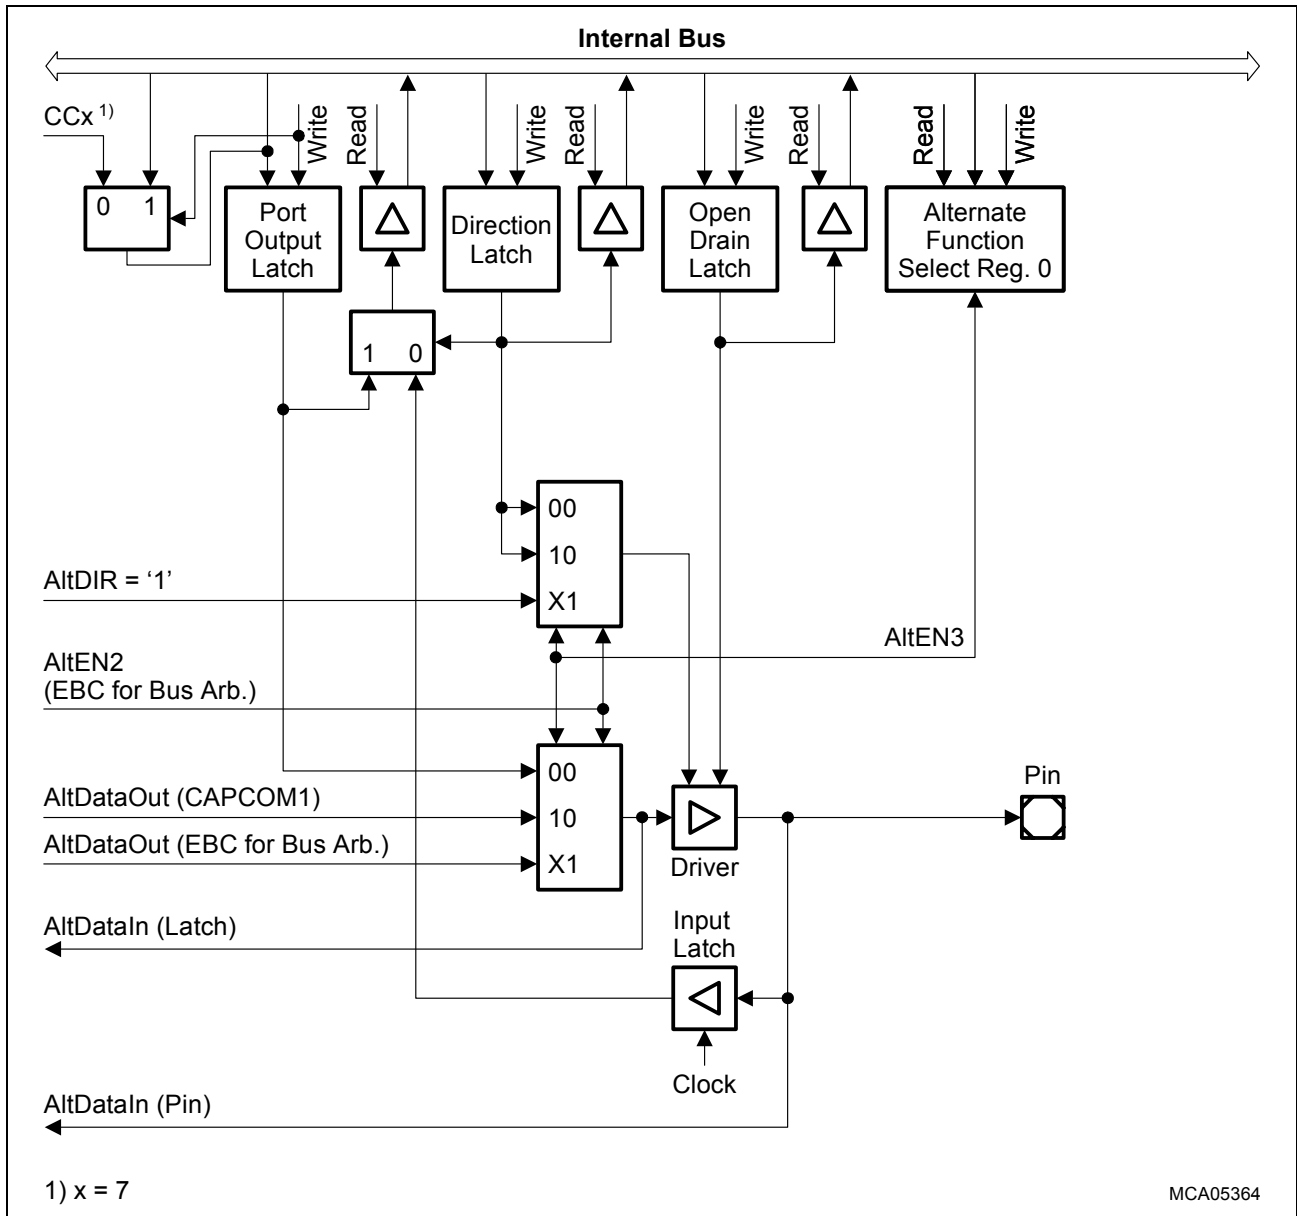 Internal Bus
CCx 1)
Write
Read
Write
Read
Write
Read
Read
Write
0 1
Port
Output
Latch
Direction
Latch
Open
Drain
Latch
Alternate
Function
Select Reg. 0
1 0
00
10
X1
AltDIR = ‘1’
AltEN3
AltEN2
(EBC for Bus Arb.)
00
10
X1
AltDataOut (CAPCOM1)
AltDataOut (EBC for Bus Arb.)
Driver
Pin
AltDataIn (Latch)
Input
Latch
Clock
AltDataIn (Pin)
1) x = 7
MCA05364